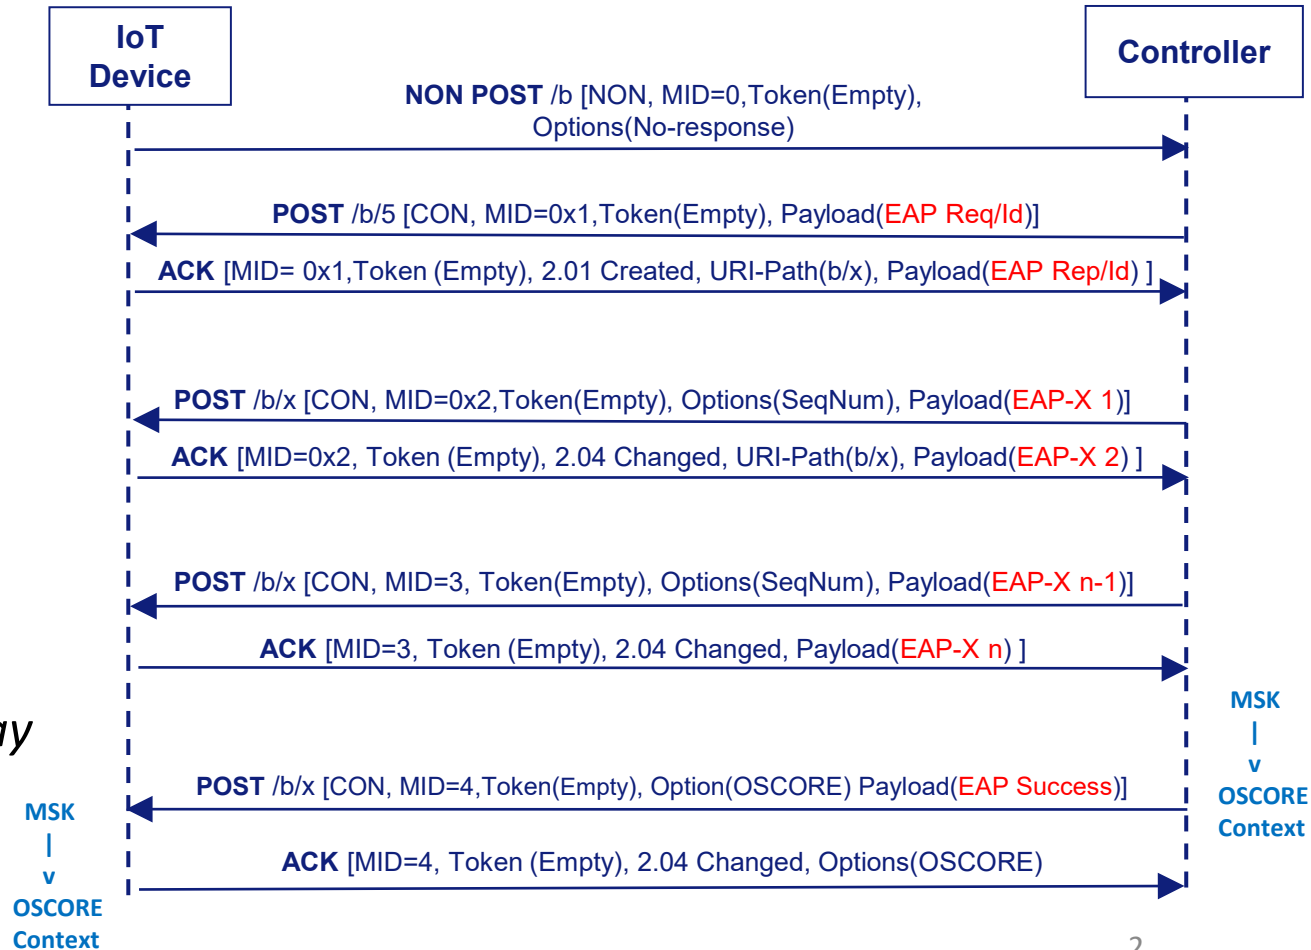 IoT
Device
Controller
NON POST /b [NON, MID=0,Token(Empty),
Options(No-response)
POST /b/5 [CON, MID=0x1,Token(Empty), Payload(EAP Req/Id)]
ACK [MID= 0x1,Token (Empty), 2.01 Created, URI-Path(b/x), Payload(EAP Rep/Id) ]
POST /b/x [CON, MID=0x2,Token(Empty), Options(SeqNum), Payload(EAP-X 1)]
ACK [MID=0x2, Token (Empty), 2.04 Changed, URI-Path(b/x), Payload(EAP-X 2) ]
POST /b/x [CON, MID=3, Token(Empty), Options(SeqNum), Payload(EAP-X n-1)]
ACK [MID=3, Token (Empty), 2.04 Changed, Payload(EAP-X n) ]
MSK
|
v
OSCORE
Context
POST /b/x [CON, MID=4,Token(Empty), Option(OSCORE) Payload(EAP Success)]
MSK
|
v
OSCORE
Context
ACK [MID=4, Token (Empty), 2.04 Changed, Options(OSCORE)